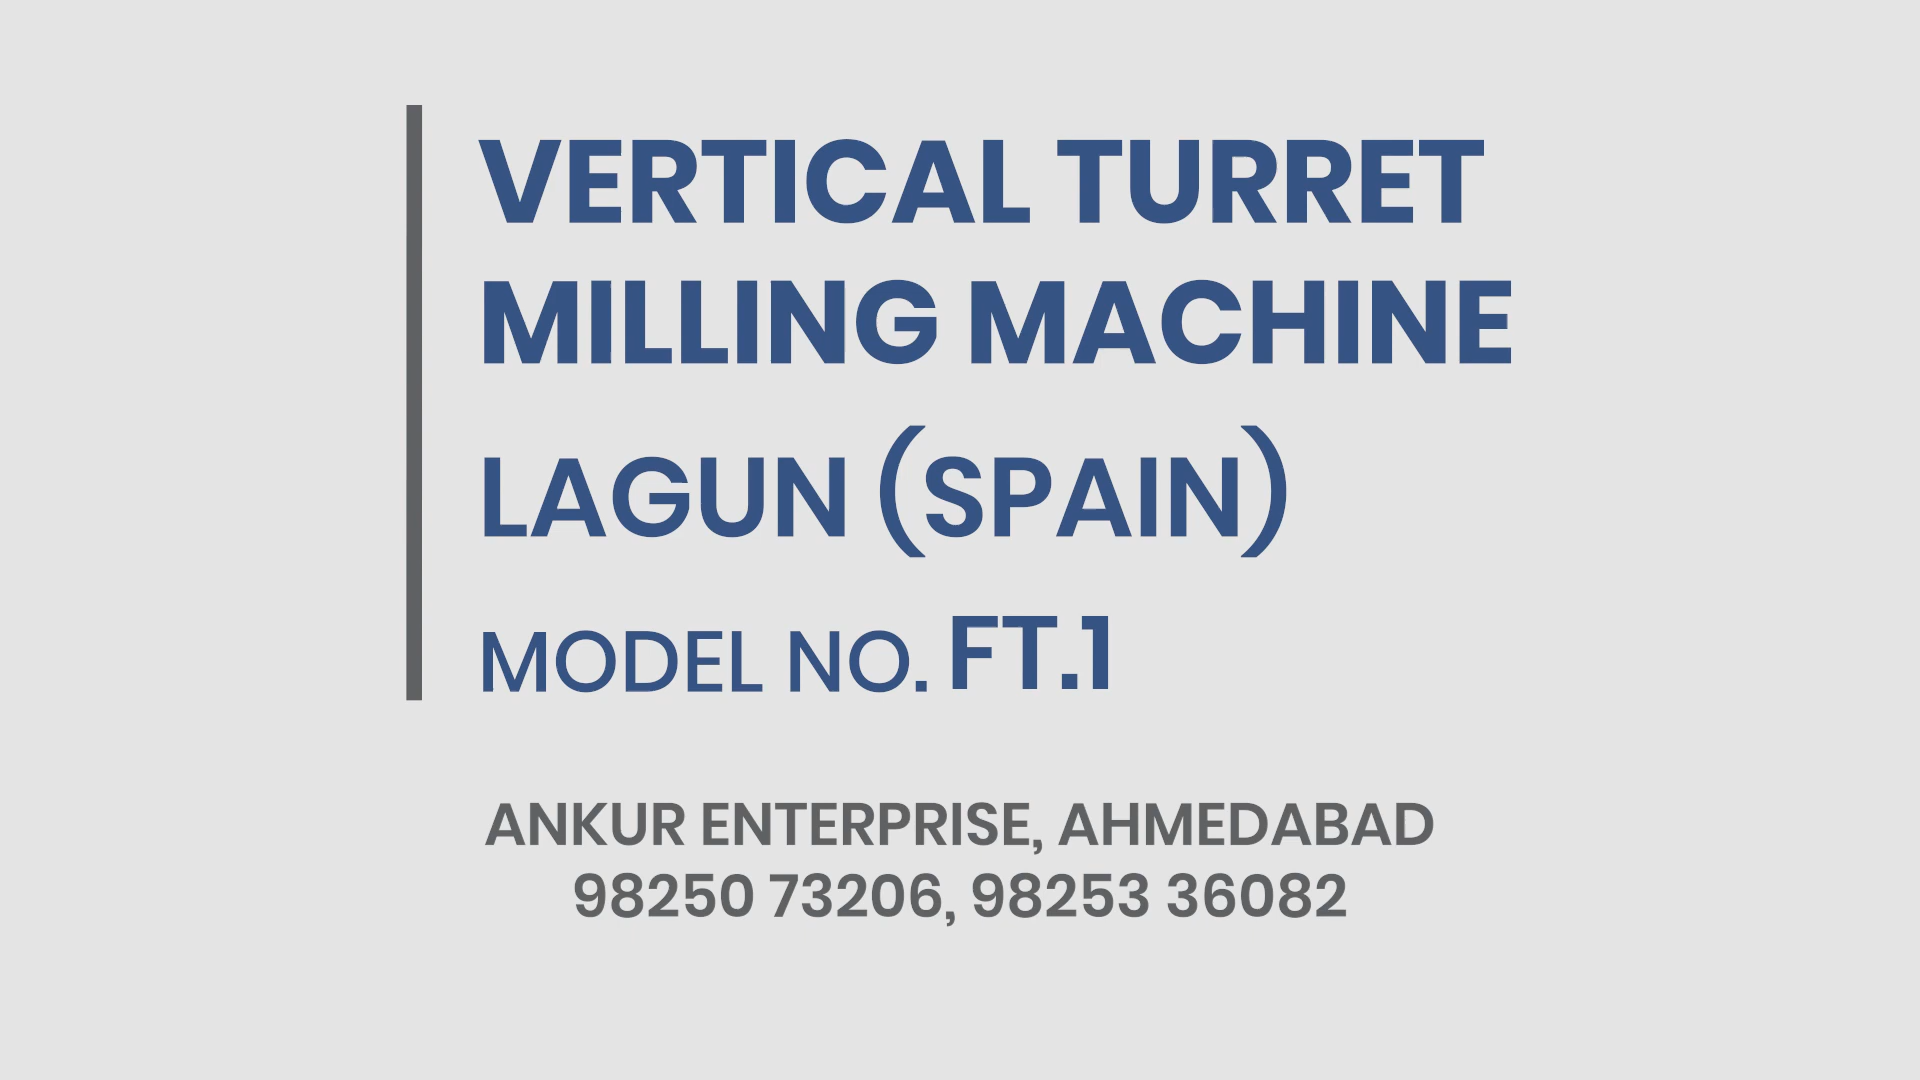 VERTICAL TURRET
MILLING MACHINE
LAGUN (SPAIN)
MODEL NO. FT.1
ANKUR ENTERPRISE, AHMEDABAD
98250 73206, 98253 36082